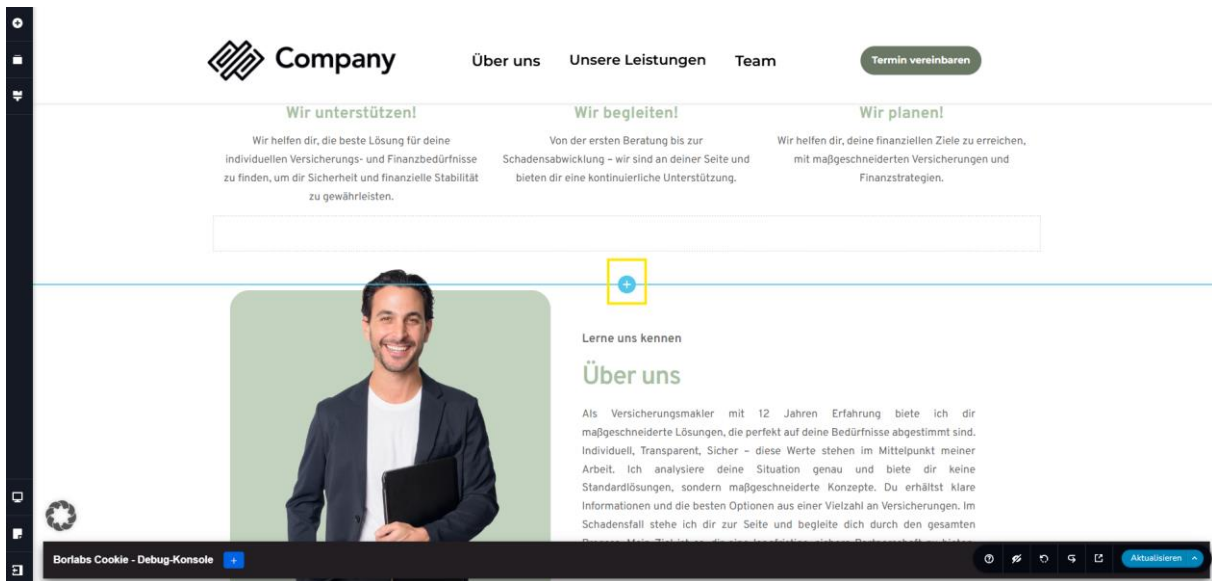 Company
Über uns
Unsere Leistungen
Team
Termin vereinbaren
Wir unterstützen!
Wir helfen dir, die beste Lösung für deine
individuellen Versicherungs- und Finanzbedürfnisse
zu finden, um dir Sicherheit und finanzielle Stabilität
zu gewährleisten.
Wir begleiten!
Von der ersten Beratung bis zur
Schadensabwicklung – wir sind an deiner Seite und
bieten dir eine kontinuierliche Unterstützung.
Wir planen!
Wir helfen dir, deine finanziellen Ziele zu erreichen,
mit maßgeschneiderten Versicherungen und
Finanzstrategien.
Lerne uns kennen
Über uns
Als Versicherungsmakler mit 12 Jahren Erfahrung biete ich dir
maßgeschneiderte Lösungen, die perfekt auf deine Bedürfnisse abgestimmt sind.
Individuell, Transparent, Sicher – diese Werte stehen im Mittelpunkt meiner
Arbeit. Ich analysiere deine Situation genau und biete dir keine
Standardlösungen, sondern maßgeschneiderte Konzepte. Du erhältst klare
Informationen und die besten Optionen aus einer Vielzahl an Versicherungen. Im
Schadensfall stehe ich dir zur Seite und begleite dich durch den gesamten
Borlabs Cookie - Debug-Konsole
Aktualisieren